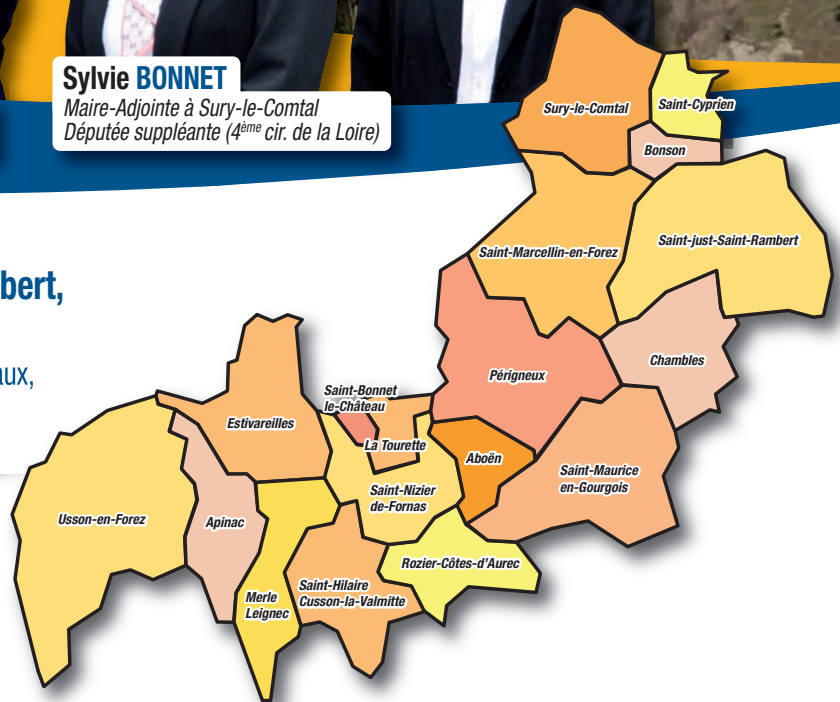 Sylvie BONNET
Maire-Adjointe à Sury-le-Comtal
Députée suppléante (4ème cir. de la Loire)
bert,
aux,
Sury-le-Comtal
Saint-Cyprien
Bonson
Saint-Marcellin-en-Forez
Saint-just-Saint-Rambert
Périgneux
Chambles
Saint-Bonnet
le-Château
Estivareilles
La Tourette
Aboën
Saint-Maurice
en-Gourgois
Saint-Nizier
de-Fornas
Usson-en-Forez
Apinac
Rozier-Côtes-d'Aurec
Merle
Leignec
Saint-Hilaire
Cusson-la-Valmitte